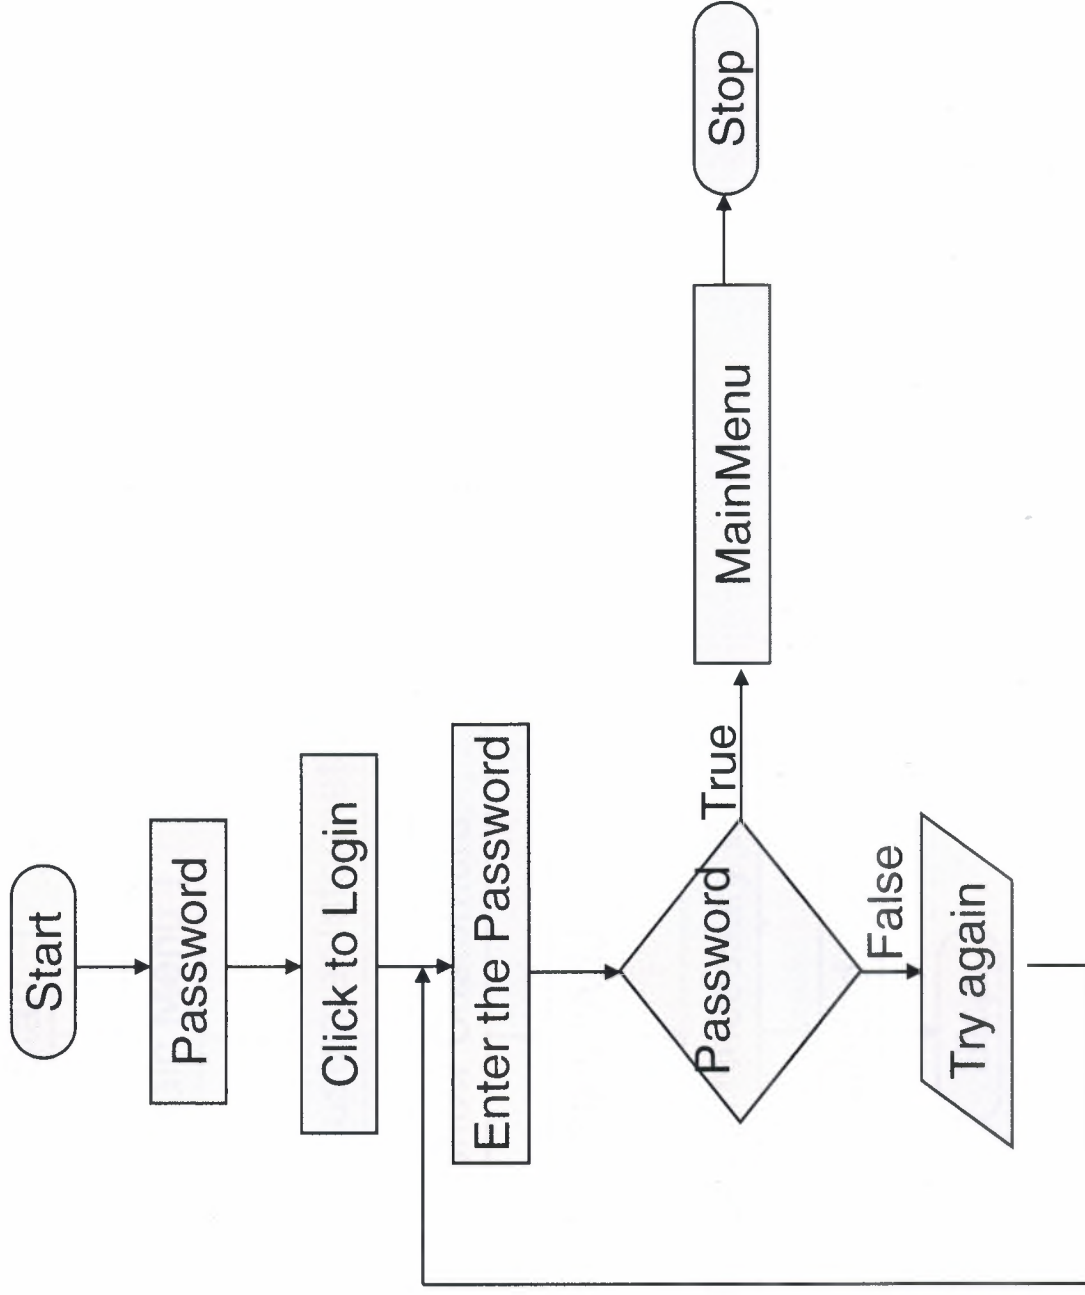 Start
Password
Click to Login
Enter the Password
Password
True
MainMenu
Stop
False
Try again